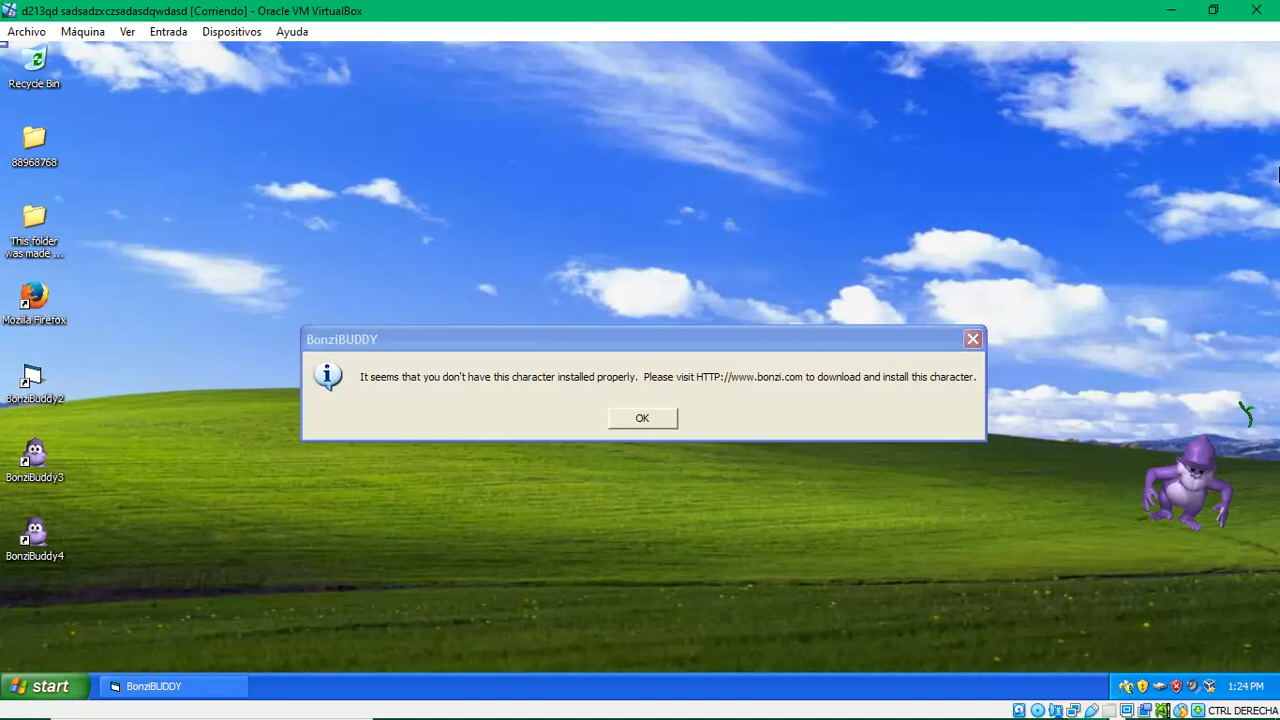 d213qd sadsadzxczsadasdqwdasd [Corriendo] - Oracle VM VirtualBox
Archivo Máquina Ver Entrada Dispositivos Ayuda
Recycle Bin
88968768
This folder
was made ...
Mozilla Firefox
BonziBuddy2
BonziBuddy3
BonziBuddy4
BonziBUDDY
It seems that you don't have this character installed properly. Please visit HTTP://www.bonzi.com to download and install this character.
OK
start BonziBUDDY 1:24 PM
CTRL DERECHA